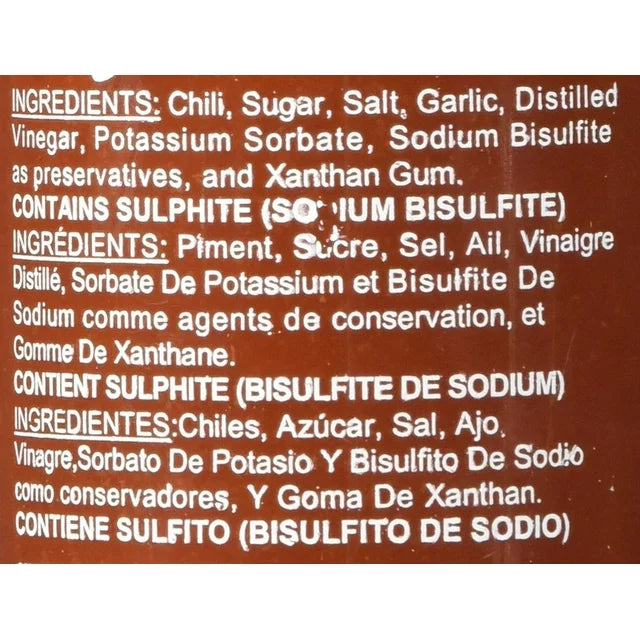 INGREDIENTS: Chili, Sugar, Salt, Garlic, Distilled
Vinegar, Potassium Sorbate, Sodium Bisulfite
as preservatives, and Xanthan Gum.
CONTAINS SULPHITE (SODIUM BISULFITE)
INGRÉDIENTS: Piment, Sucre, Sel, Ail, Vinaigre
Distillé, Sorbate De Potassium et Bisulfite De
Sodium comme agents de conservation, et
Gomme De Xanthane.
CONTIENT SULPHITE (BISULFITE DE SODIUM)
INGREDIENTES:Chiles, Azúcar, Sal, Ajo,
Vinagre,Sorbato De Potasio Y Bisulfito De Sodio
como conservadores, Y Goma De Xanthan.
CONTIENE SULFITO (BISULFITO DE SODIO)